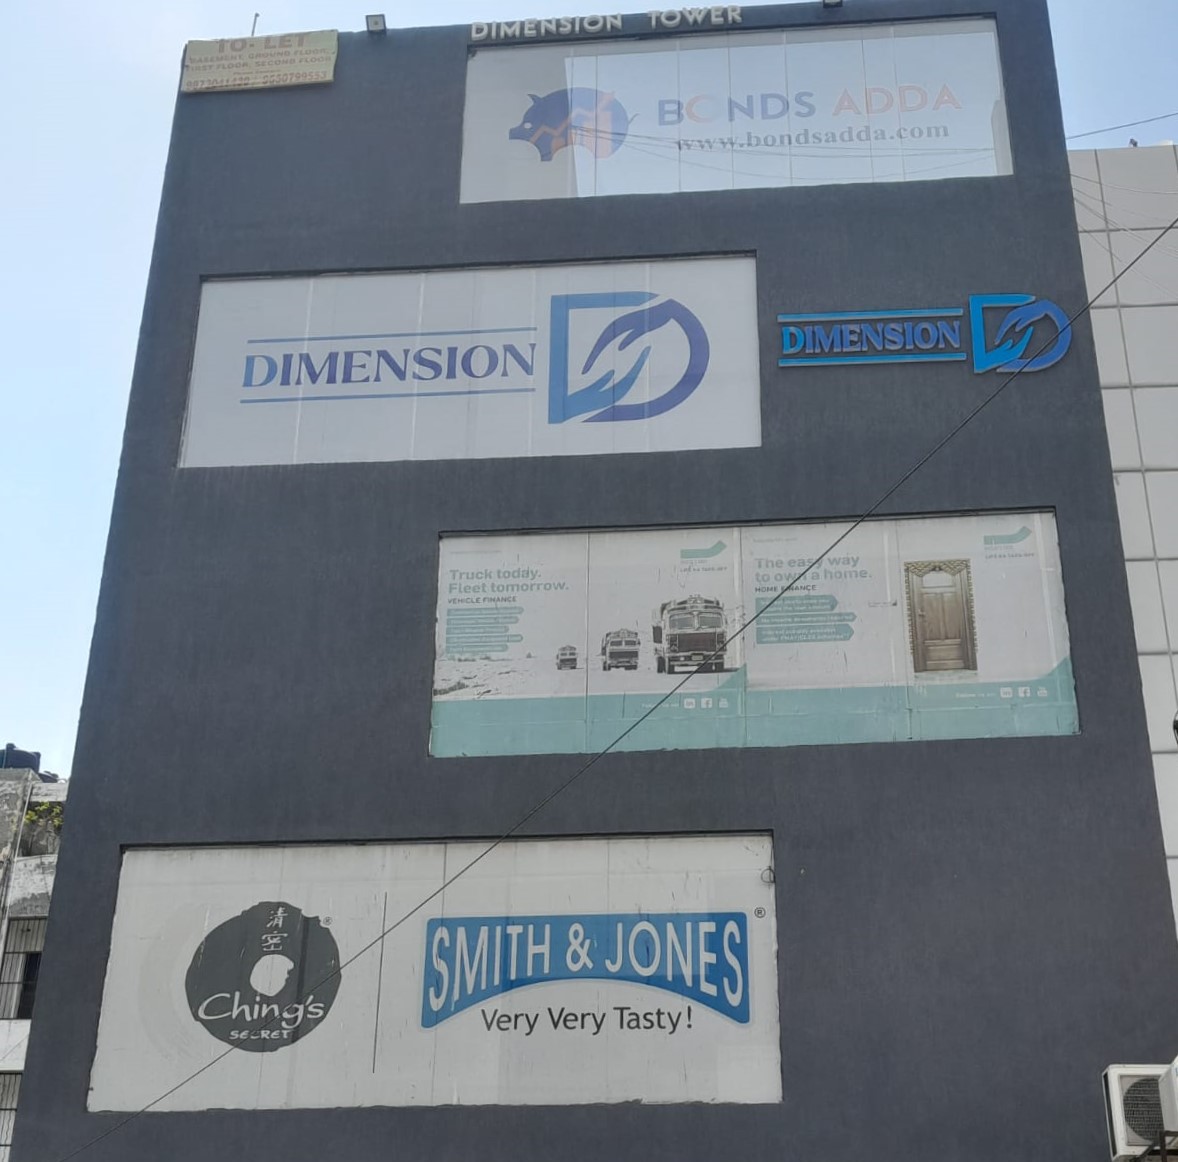 DIMENSION TOWER
TO-LET
BASEMENT, GROUND FLOOR,
FIRST FLOOR, SECOND FLOOR
BONDS ADDA
www.bondsadda.com
DIMENSION
DIMENSION
Truck today.
Fleet tomorrow.
VEHICLE FINANCE
The easy way
to own a home.
HOME FINANCE
清
密
Ching's
SECRET
®
SMITH & JONES
®
Very Very Tasty!